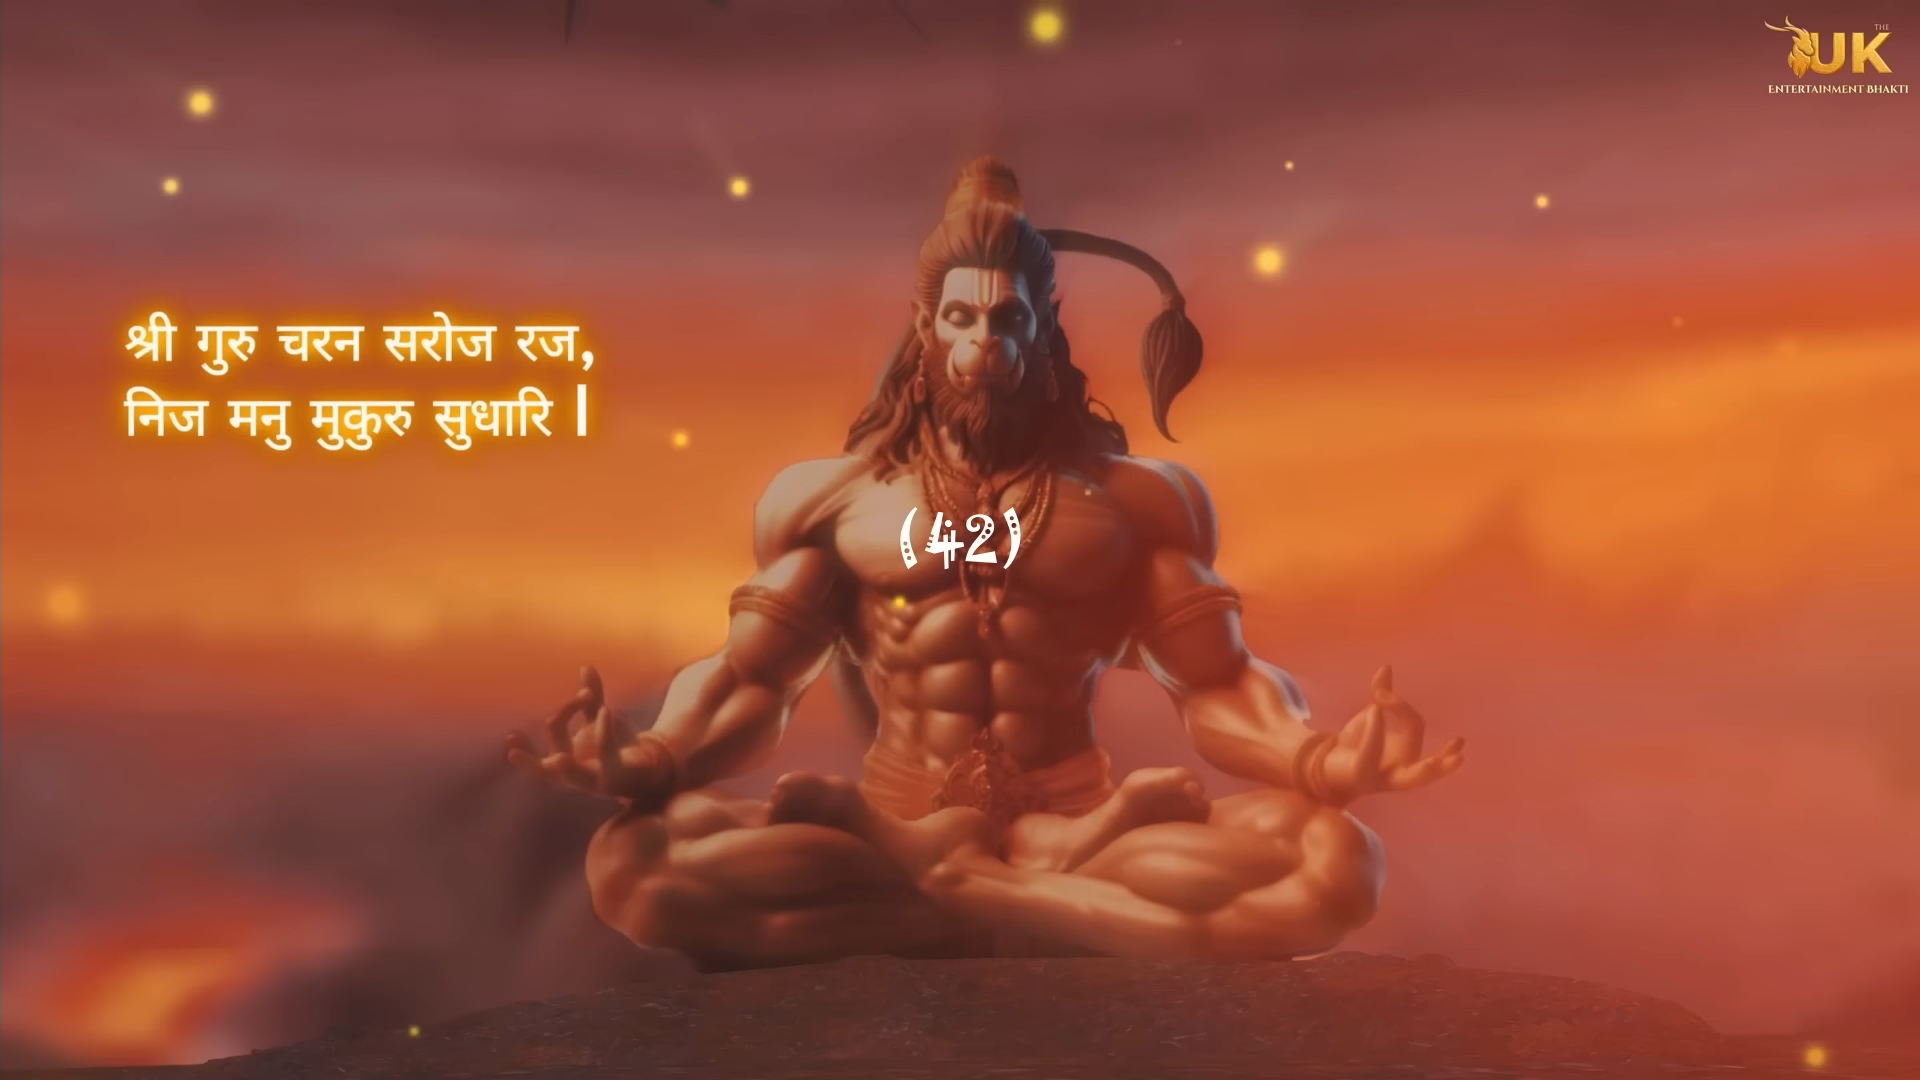 THE
UK
ENTERTAINMENT BHAKTI
श्री गुरु चरन सरोज रज,
निज मनु मुकुरु सुधारि |
(42)